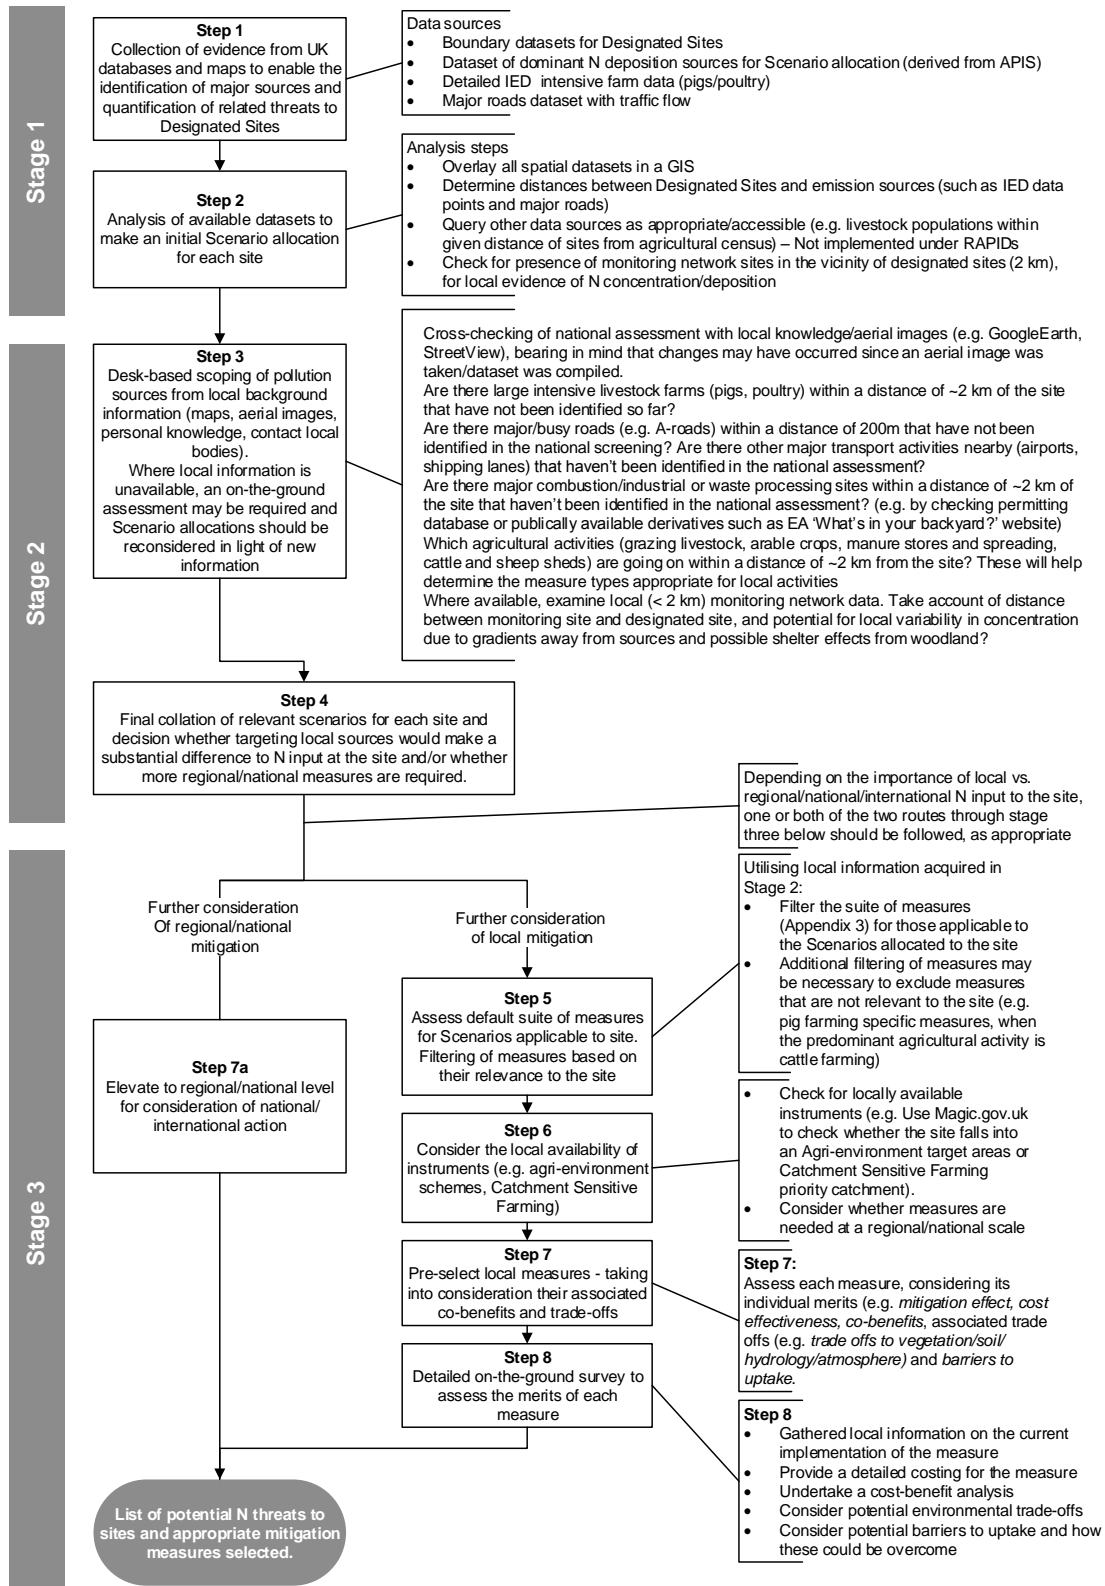 Stage 1
Step 1
Collection of evidence from UK
databases and maps to enable the
identification of major sources and
quantification of related threats to
Designated Sites
Data sources
• Boundary datasets for Designated Sites
• Dataset of dominant N deposition sources for Scenario allocation (derived from APIS)
• Detailed IED intensive farm data (pigs/poultry)
• Major roads dataset with traffic flow
Step 2
Analysis of available datasets to
make an initial Scenario allocation
for each site
Analysis steps
• Overlay all spatial datasets in a GIS
• Determine distances between Designated Sites and emission sources (such as IED data
points and major roads)
• Query other data sources as appropriate/accessible (e.g. livestock populations within
given distance of sites from agricultural census) – Not implemented under RAPIDs
• Check for presence of monitoring network sites in the vicinity of designated sites (2 km),
for local evidence of N concentration/deposition
Stage 2
Step 3
Desk-based scoping of pollution
sources from local background
information (maps, aerial images,
personal knowledge, contact local
bodies).
Where local information is
unavailable, an on-the-ground
assessment may be required and
Scenario allocations should be
reconsidered in light of new
information
Cross-checking of national assessment with local knowledge/aerial images (e.g. GoogleEarth,
StreetView), bearing in mind that changes may have occurred since an aerial image was
taken/dataset was compiled.
Are there large intensive livestock farms (pigs, poultry) within a distance of ~2 km of the site
that have not been identified so far?
Are there major/busy roads (e.g. A-roads) within a distance of 200m that have not been
identified in the national screening? Are there other major transport activities nearby (airports,
shipping lanes) that haven't been identified in the national assessment?
Are there major combustion/industrial or waste processing sites within a distance of ~2 km of
the site that haven't been identified in the national assessment? (e.g. by checking permitting
database or publically available derivatives such as EA 'What's in your backyard?' website)
Which agricultural activities (grazing livestock, arable crops, manure stores and spreading,
cattle and sheep sheds) are going on within a distance of ~2 km from the site? These will help
determine the measure types appropriate for local activities
Where available, examine local (< 2 km) monitoring network data. Take account of distance
between monitoring site and designated site, and potential for local variability in concentration
due to gradients away from sources and possible shelter effects from woodland?
Step 4
Final collation of relevant scenarios for each site and
decision whether targeting local sources would make a
substantial difference to N input at the site and/or whether
more regional/national measures are required.
Depending on the importance of local vs.
regional/national/international N input to the site,
one or both of the two routes through stage
three below should be followed, as appropriate
Stage 3
Further consideration
Of regional/national
mitigation
Further consideration
of local mitigation
Step 5
Assess default suite of measures
for Scenarios applicable to site.
Filtering of measures based on
their relevance to the site
Utilising local information acquired in
Stage 2:
• Filter the suite of measures
(Appendix 3) for those applicable to
the Scenarios allocated to the site
• Additional filtering of measures may
be necessary to exclude measures
that are not relevant to the site (e.g.
pig farming specific measures, when
the predominant agricultural activity is
cattle farming)
Step 7a
Elevate to regional/national level
for consideration of national/
international action
Step 6
Consider the local availability of
instruments (e.g. agri-environment
schemes, Catchment Sensitive
Farming)
• Check for locally available
instruments (e.g. Use Magic.gov.uk
to check whether the site falls into
an Agri-environment target areas or
Catchment Sensitive Farming
priority catchment).
• Consider whether measures are
needed at a regional/national scale
Step 7
Pre-select local measures - taking
into consideration their associated
co-benefits and trade-offs
Step 7:
Assess each measure, considering its
individual merits (e.g. mitigation effect, cost
effectiveness, co-benefits, associated trade
offs (e.g. trade offs to vegetation/soil/
hydrology/atmosphere) and barriers to
uptake.
Step 8
Detailed on-the-ground survey to
assess the merits of each
measure
Step 8
• Gathered local information on the current
implementation of the measure
• Provide a detailed costing for the measure
• Undertake a cost-benefit analysis
• Consider potential environmental trade-offs
• Consider potential barriers to uptake and how
these could be overcome
List of potential N threats to
sites and appropriate mitigation
measures selected.